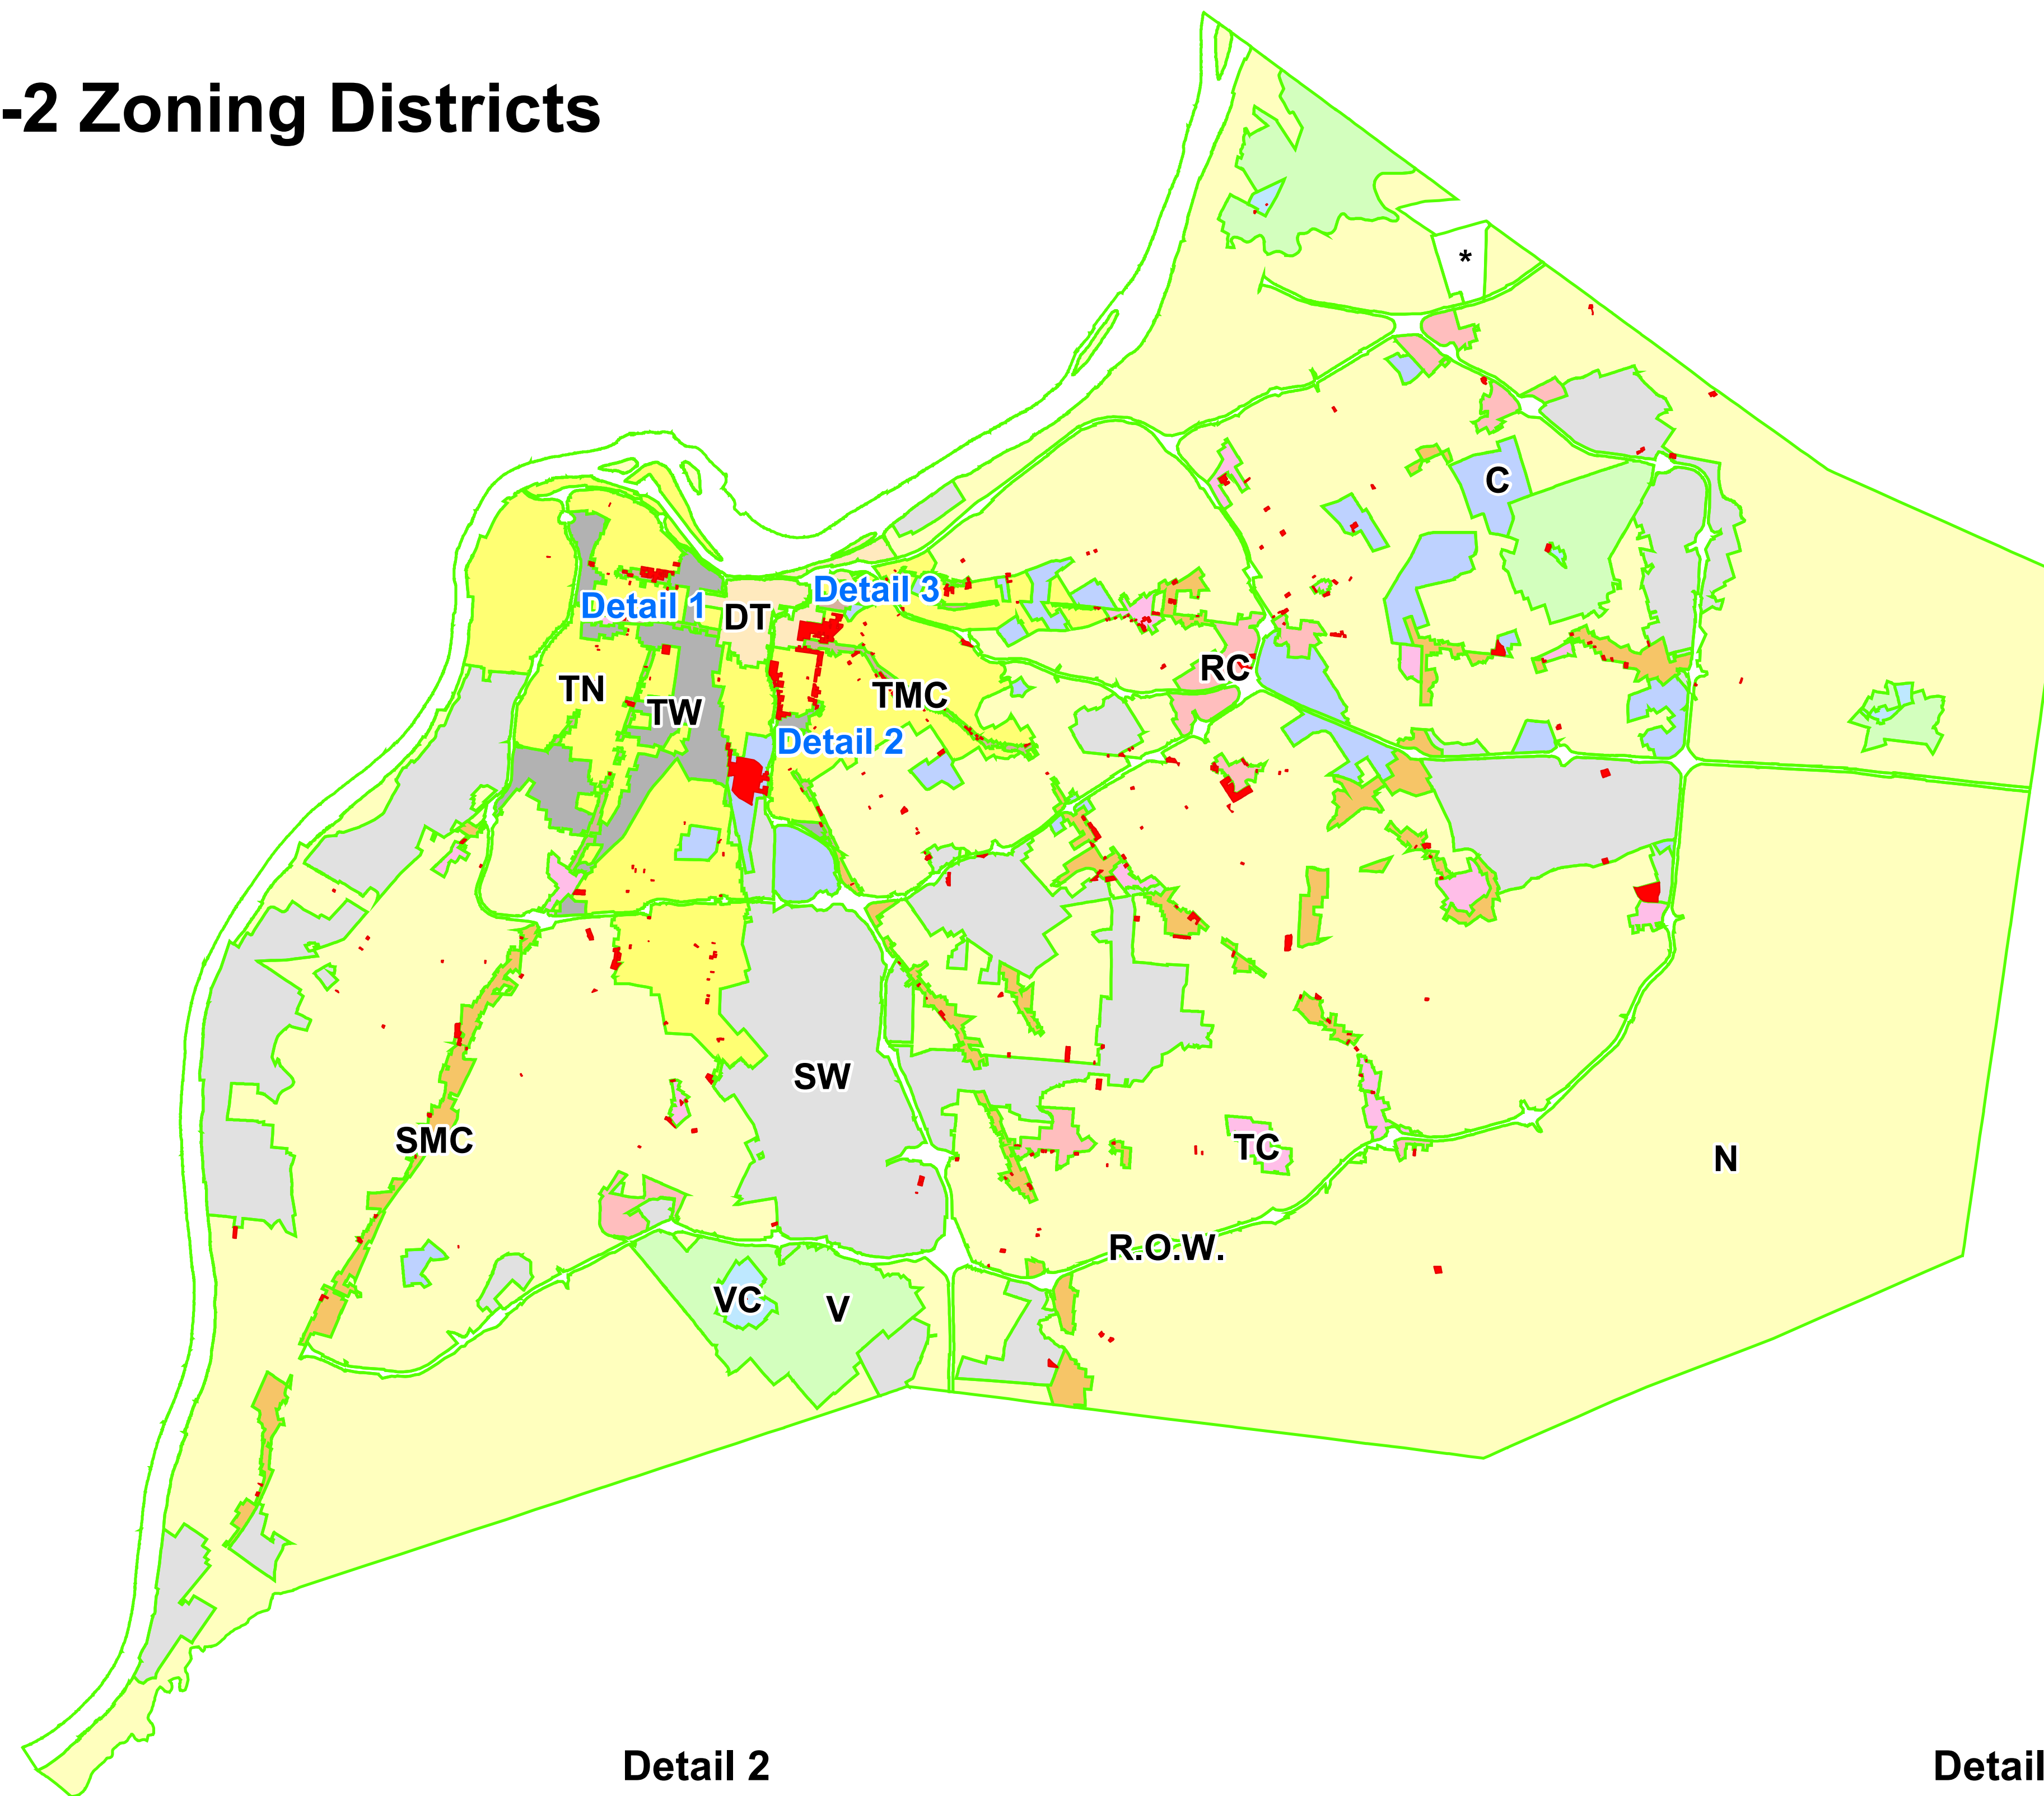 -2 Zoning Districts
*
C
Detail 3
Detail 1
DT
RC
TN
TMC
TW
Detail 2
SW
SMC
TC
N
R.O.W.
VC
V
Detail 2
Detail